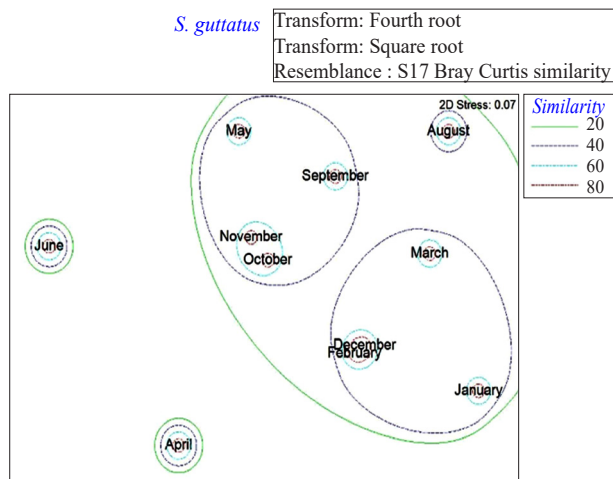 S. guttatus
Transform: Fourth root
Transform: Square root
Resemblance : S17 Bray Curtis similarity
2D Stress: 0.07
Similarity
20
40
60
80
May
August
September
November
October
June
March
December
February
January
April